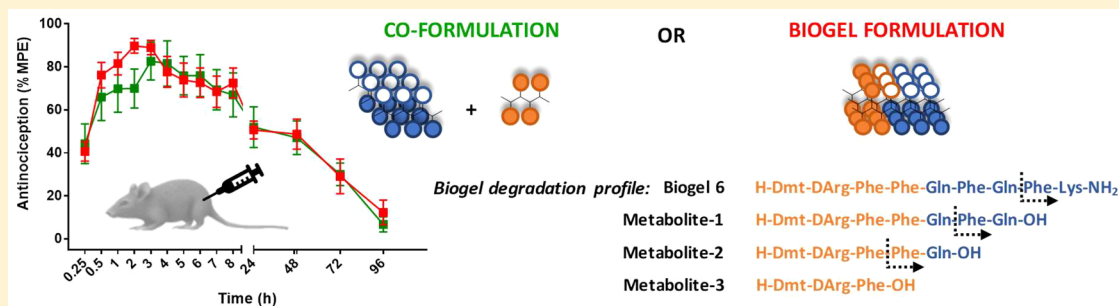 Antinociception (% MPE)
100
80
60
40
20
0
0.25
0.5
1
2
3
4
5
6
7
8
24
48
72
96
Time (h)
CO-FORMULATION
OR
BIOGEL FORMULATION
+
Biogel degradation profile: Biogel 6 H-Dmt-DArg-Phe-Phe-Gln-Phe-Gln-Phe-Lys-NH₂
Metabolite-1 H-Dmt-DArg-Phe-Phe-Gln-Phe-Gln-OH
Metabolite-2 H-Dmt-DArg-Phe-Phe-Gln-OH
Metabolite-3 H-Dmt-DArg-Phe-OH